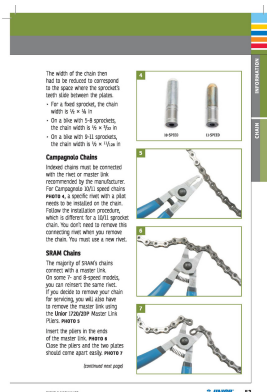 The width of the chain then
had to be reduced to correspond
to the space where the sprocket's
teeth slide between the plates.
• For a fixed sprocket, the chain
width is ½ × ⅛ in
• On a bike with 5-8 sprockets,
the chain width is ½ × 3/32 in
• On a bike with 9-11 sprockets,
the chain width is ½ × 11/128 in
Campagnolo Chains
Indexed chains must be connected
with the rivet or master link
recommended by the manufacturer.
For Campagnolo 10/11 speed chains
PHOTO 4, a specific rivet with a pilot
needs to be installed on the chain.
Follow the installation procedure,
which is different for a 10/11 sprocket
chain. You don't need to remove this
connecting rivet when you remove
the chain. You must use a new rivet.
SRAM Chains
The majority of SRAM's chains
connect with a master link.
On some 7- and 8-speed models,
you can reinsert the same rivet.
If you decide to remove your chain
for servicing, you will also have
to remove the master link using
the Unior 1720/2DP Master Link
Pliers. PHOTO 5
Insert the pliers in the ends
of the master link. PHOTO 6
Close the pliers and the two plates
should come apart easily. PHOTO 7
(continued next page)
4
10-SPEED
11-SPEED
5
6
7
INFORMATION
CHAIN
UNIOR
57